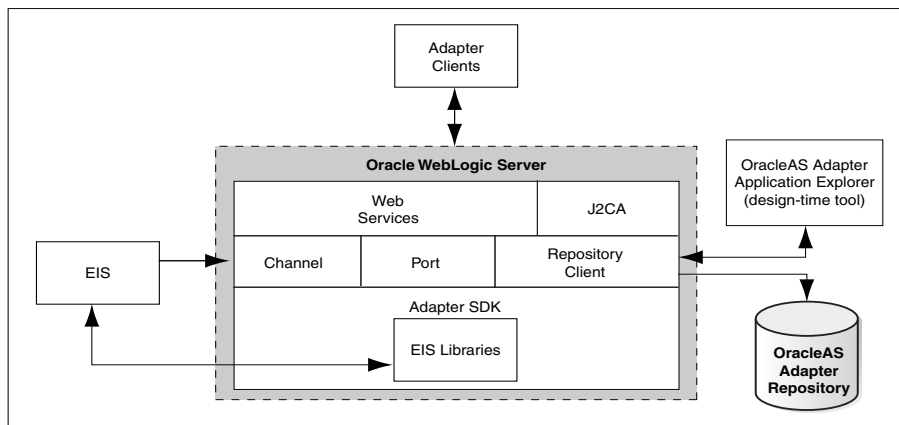 Adapter
Clients
Oracle WebLogic Server
OracleAS Adapter
Application Explorer
(design-time tool)
Web
Services
J2CA
EIS
Channel
Port
Repository
Client
Adapter SDK
EIS Libraries
OracleAS
Adapter
Repository